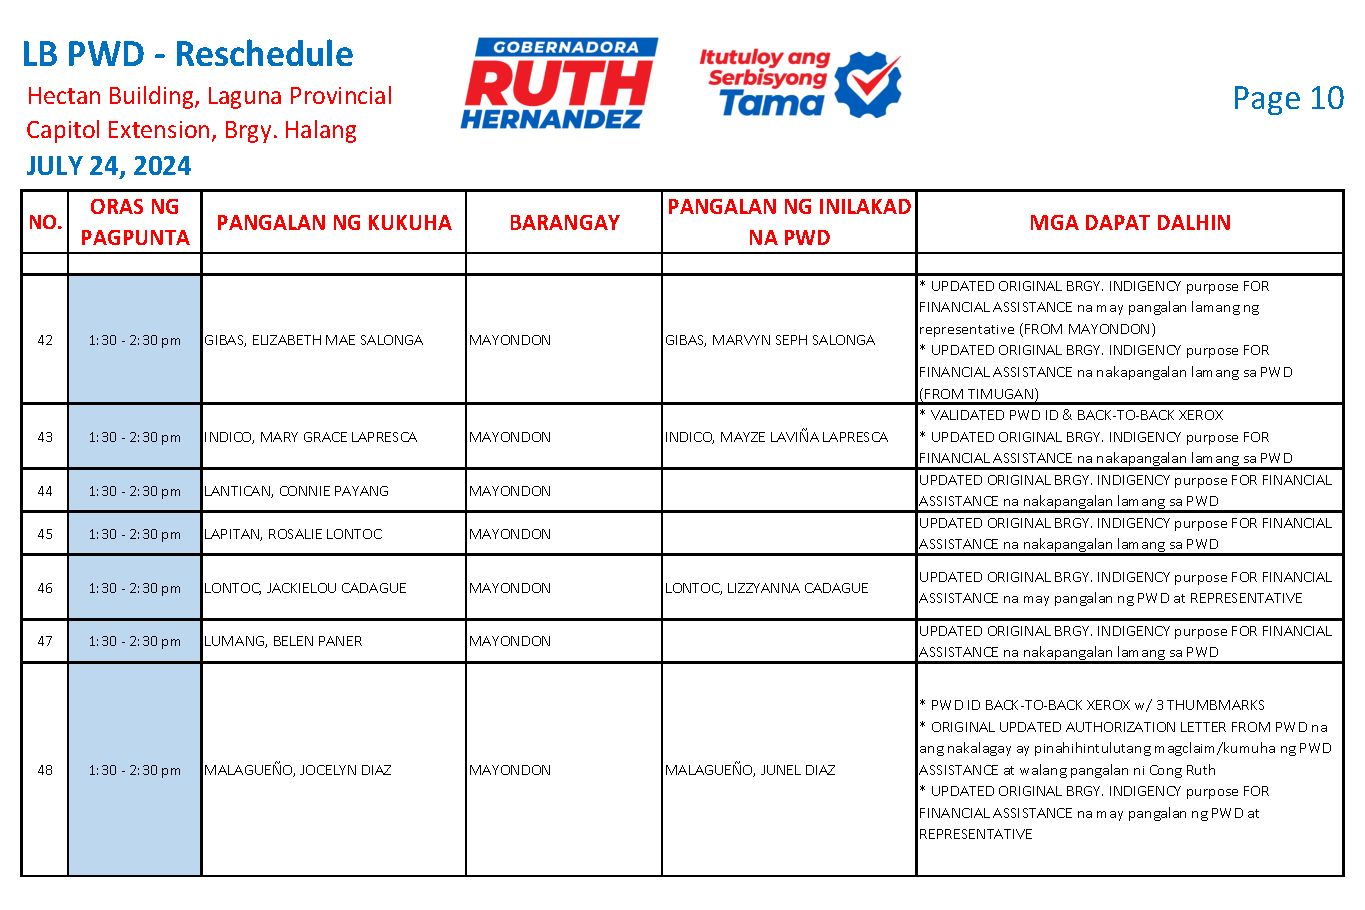 LB PWD - Reschedule
Hectan Building, Laguna Provincial
Capitol Extension, Brgy. Halang
JULY 24, 2024
GOBERNADORA
RUTH
HERNANDEZ
Itutuloy ang
Serbisyong
Tama
Page 10
NO.
ORAS NG
PAGPUNTA
PANGALAN NG KUKUHA
BARANGAY
PANGALAN NG INILAKAD
NA PWD
MGA DAPAT DALHIN
42
1:30 - 2:30 pm
GIBAS, ELIZABETH MAE SALONGA
MAYONDON
GIBAS, MARVYN SEPH SALONGA
* UPDATED ORIGINAL BRGY. INDIGENCY purpose FOR
FINANCIAL ASSISTANCE na may pangalan lamang ng
representative (FROM MAYONDON)
* UPDATED ORIGINAL BRGY. INDIGENCY purpose FOR
FINANCIAL ASSISTANCE na nakapangalan lamang sa PWD
(FROM TIMUGAN)
43
1:30 - 2:30 pm
INDICO, MARY GRACE LAPRESCA
MAYONDON
INDICO, MAYZE LAVIÑA LAPRESCA
* VALIDATED PWD ID & BACK-TO-BACK XEROX
* UPDATED ORIGINAL BRGY. INDIGENCY purpose FOR
FINANCIAL ASSISTANCE na nakapangalan lamang sa PWD
44
1:30 - 2:30 pm
LANTICAN, CONNIE PAYANG
MAYONDON
UPDATED ORIGINAL BRGY. INDIGENCY purpose FOR FINANCIAL
ASSISTANCE na nakapangalan lamang sa PWD
45
1:30 - 2:30 pm
LAPITAN, ROSALIE LONTOC
MAYONDON
UPDATED ORIGINAL BRGY. INDIGENCY purpose FOR FINANCIAL
ASSISTANCE na nakapangalan lamang sa PWD
46
1:30 - 2:30 pm
LONTOC, JACKIELOU CADAGUE
MAYONDON
LONTOC, LIZZYANNA CADAGUE
UPDATED ORIGINAL BRGY. INDIGENCY purpose FOR FINANCIAL
ASSISTANCE na may pangalan ng PWD at REPRESENTATIVE
47
1:30 - 2:30 pm
LUMANG, BELEN PANER
MAYONDON
UPDATED ORIGINAL BRGY. INDIGENCY purpose FOR FINANCIAL
ASSISTANCE na nakapangalan lamang sa PWD
48
1:30 - 2:30 pm
MALAGUEÑO, JOCELYN DIAZ
MAYONDON
MALAGUEÑO, JUNEL DIAZ
* PWD ID BACK-TO-BACK XEROX w/ 3 THUMBMARKS
* ORIGINAL UPDATED AUTHORIZATION LETTER FROM PWD na
ang nakalagay ay pinahihintulutang magclaim/kumuha ng PWD
ASSISTANCE at walang pangalan ni Cong Ruth
* UPDATED ORIGINAL BRGY. INDIGENCY purpose FOR
FINANCIAL ASSISTANCE na may pangalan ng PWD at
REPRESENTATIVE